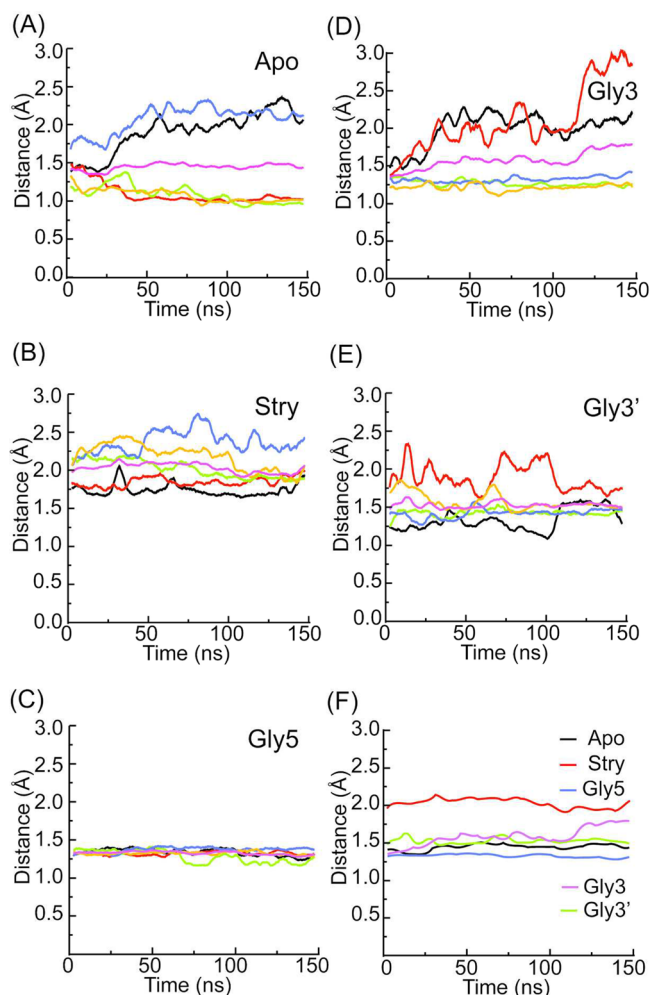 (A)
Apo
Distance (Å)
3.0
2.5
2.0
1.5
1.0
0.5
0.0
0 50 100 150
Time (ns)
(D)
Gly3
Distance (Å)
3.0
2.5
2.0
1.5
1.0
0.5
0.0
0 50 100 150
Time (ns)
(B)
Stry
Distance (Å)
3.0
2.5
2.0
1.5
1.0
0.5
0.0
0 50 100 150
Time (ns)
(E)
Gly3’
Distance (Å)
3.0
2.5
2.0
1.5
1.0
0.5
0.0
0 50 100 150
Time (ns)
(C)
Gly5
Distance (Å)
3.0
2.5
2.0
1.5
1.0
0.5
0 50 100 150
Time (ns)
(F)
Apo
Stry
Gly5
Gly3
Gly3’
Distance (Å)
3.0
2.5
2.0
1.5
1.0
0.5
0 50 100 150
Time (ns)